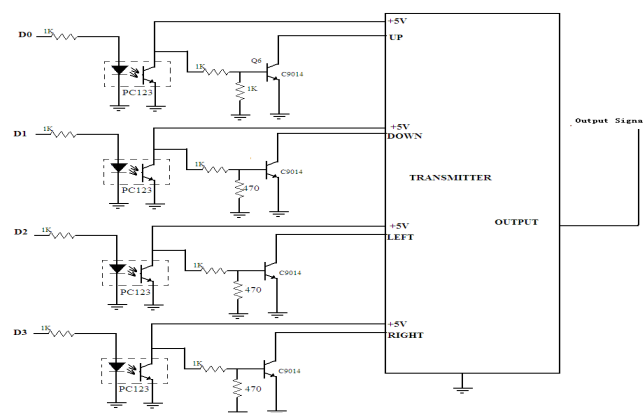 1K
+5V
D0
UP
Q6
1K
PC123
1K
C9014
1K
+5V
D1
DOWN
Output Signa
1K
C9014
PC123
470
TRANSMITTER
D2
1K
+5V
OUTPUT
LEFT
1K
C9014
PC123
470
D3
1K
+5V
RIGHT
1K
C9014
PC123
470